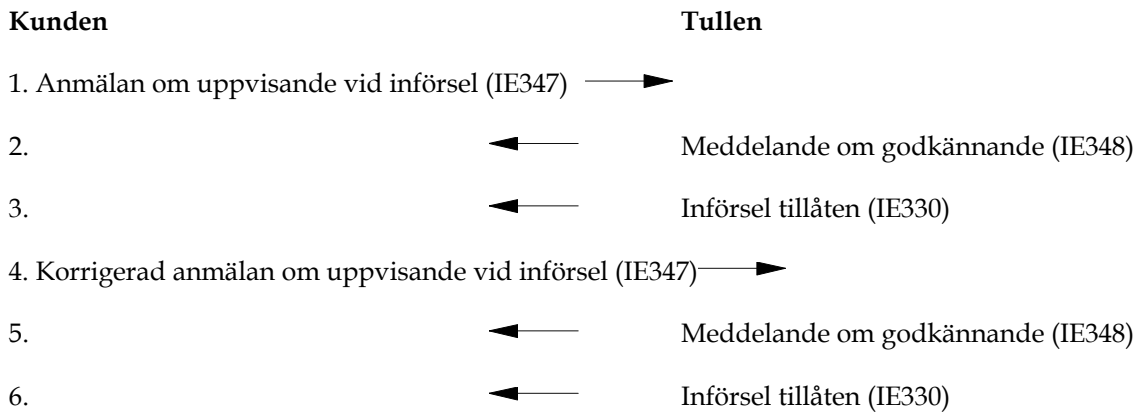 Kunden Tullen
1. Anmälan om uppvisande vid införsel (IE347)
2. Meddelande om godkännande (IE348)
3. Införsel tillåten (IE330)
4. Korrigerad anmälan om uppvisande vid införsel (IE347)
5. Meddelande om godkännande (IE348)
6. Införsel tillåten (IE330)